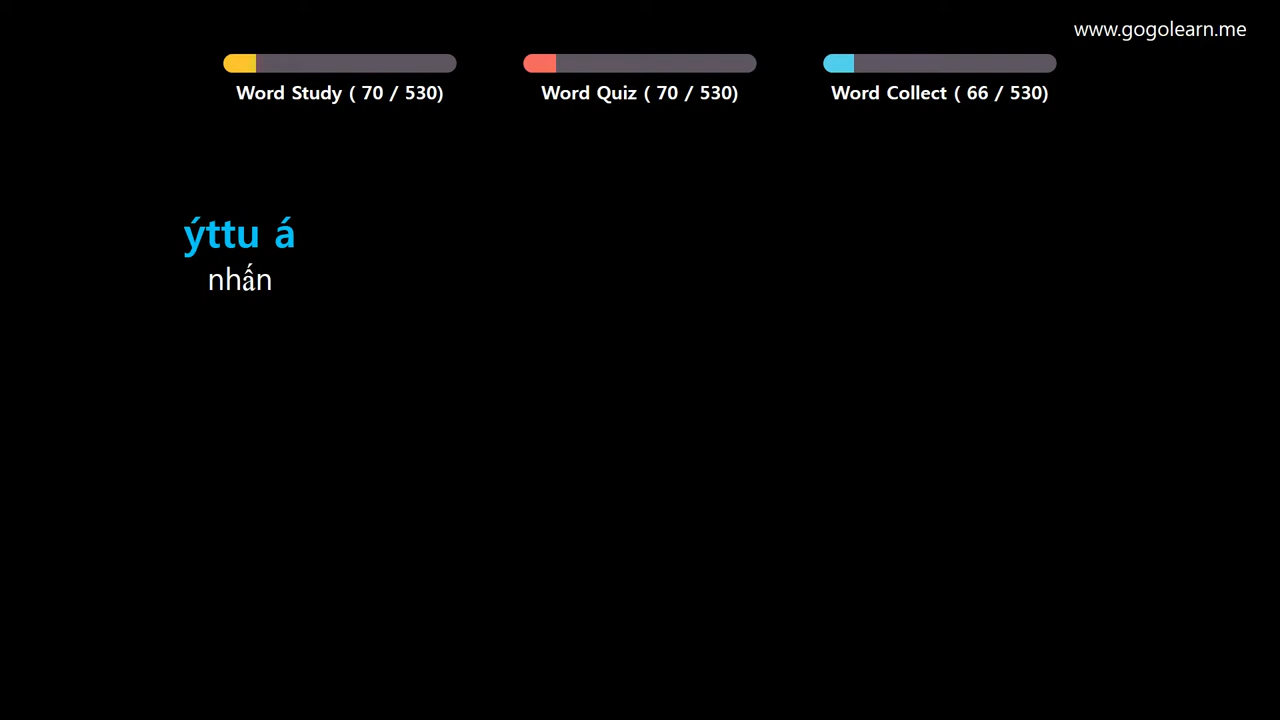 www.gogolearn.me
Word Study ( 70 / 530)
Word Quiz ( 70 / 530)
Word Collect ( 66 / 530)
ýttu á
nhấn